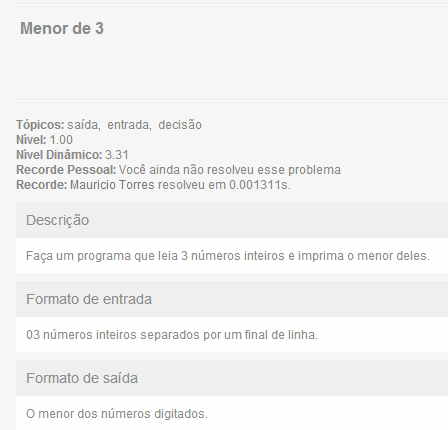 Menor de 3
Tópicos: saída, entrada, decisão
Nível: 1.00
Nível Dinâmico: 3.31
Recorde Pessoal: Você ainda não resolveu esse problema
Recorde: Mauricio Torres resolveu em 0.001311s.
Descrição
Faça um programa que leia 3 números inteiros e imprima o menor deles.
Formato de entrada
03 números inteiros separados por um final de linha.
Formato de saída
O menor dos números digitados.